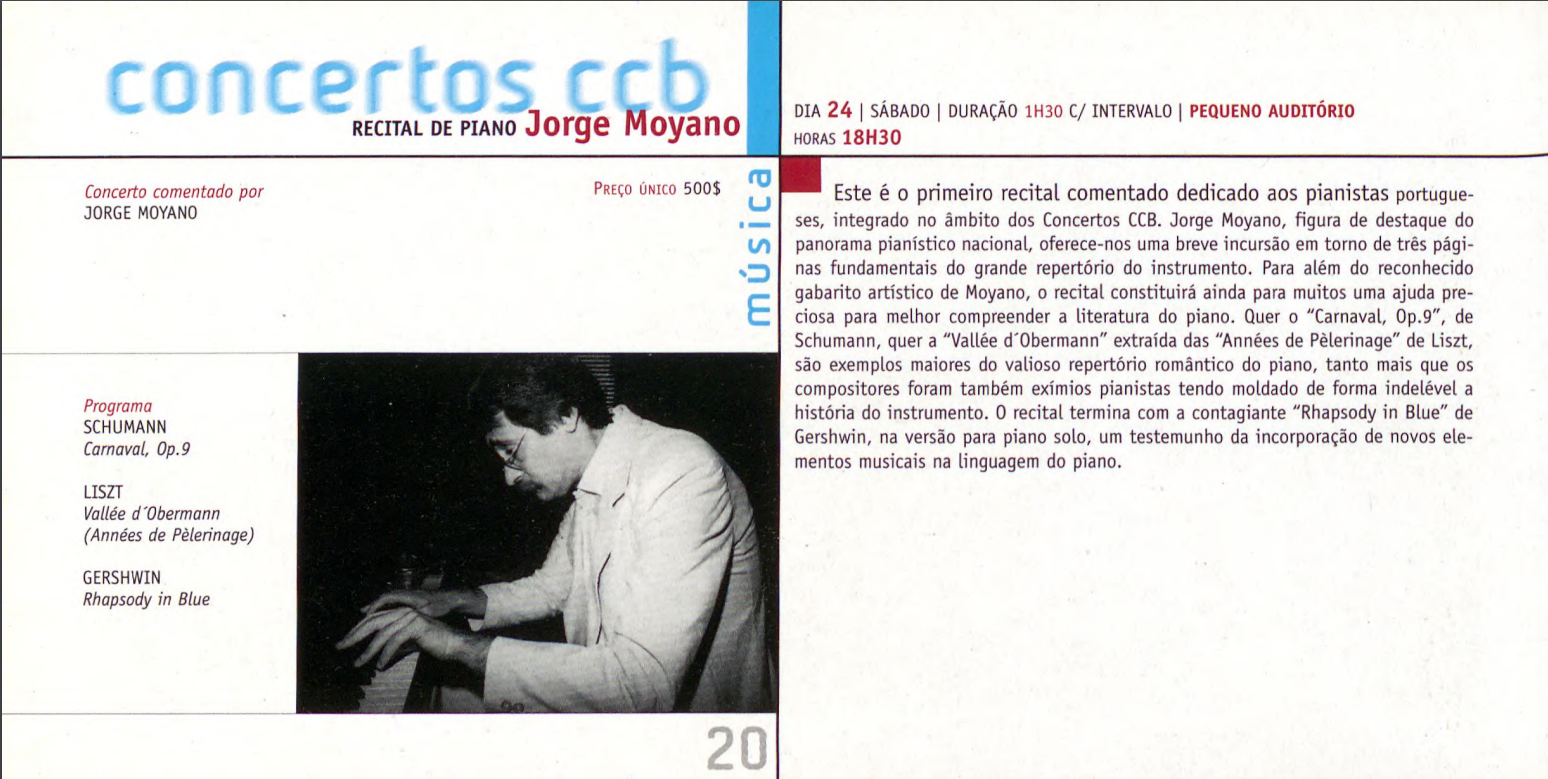 concertos ccb
RECITAL DE PIANO Jorge Moyano
Concerto comentado por
JORGE MOYANO
PREÇO ÚNICO 500$
música
Programa
SCHUMANN
Carnaval, Op.9
LISZT
Vallée d´Obermann
(Années de Pèlerinage)
GERSHWIN
Rhapsody in Blue
20
DIA 24 | SÁBADO | DURAÇÃO 1H30 C/ INTERVALO | PEQUENO AUDITÓRIO
HORAS 18H30
Este é o primeiro recital comentado dedicado aos pianistas portugue-
ses, integrado no âmbito dos Concertos CCB. Jorge Moyano, figura de destaque do
panorama pianístico nacional, oferece-nos uma breve incursão em torno de três pági-
nas fundamentais do grande repertório do instrumento. Para além do reconhecido
gabarito artístico de Moyano, o recital constituirá ainda para muitos uma ajuda pre-
ciosa para melhor compreender a literatura do piano. Quer o “Carnaval, Op.9”, de
Schumann, quer a “Vallée d´Obermann” extraída das “Années de Pèlerinage” de Liszt,
são exemplos maiores do valioso repertório romântico do piano, tanto mais que os
compositores foram também exímios pianistas tendo moldado de forma indelével a
história do instrumento. O recital termina com a contagiante “Rhapsody in Blue” de
Gershwin, na versão para piano solo, um testemunho da incorporação de novos ele-
mentos musicais na linguagem do piano.